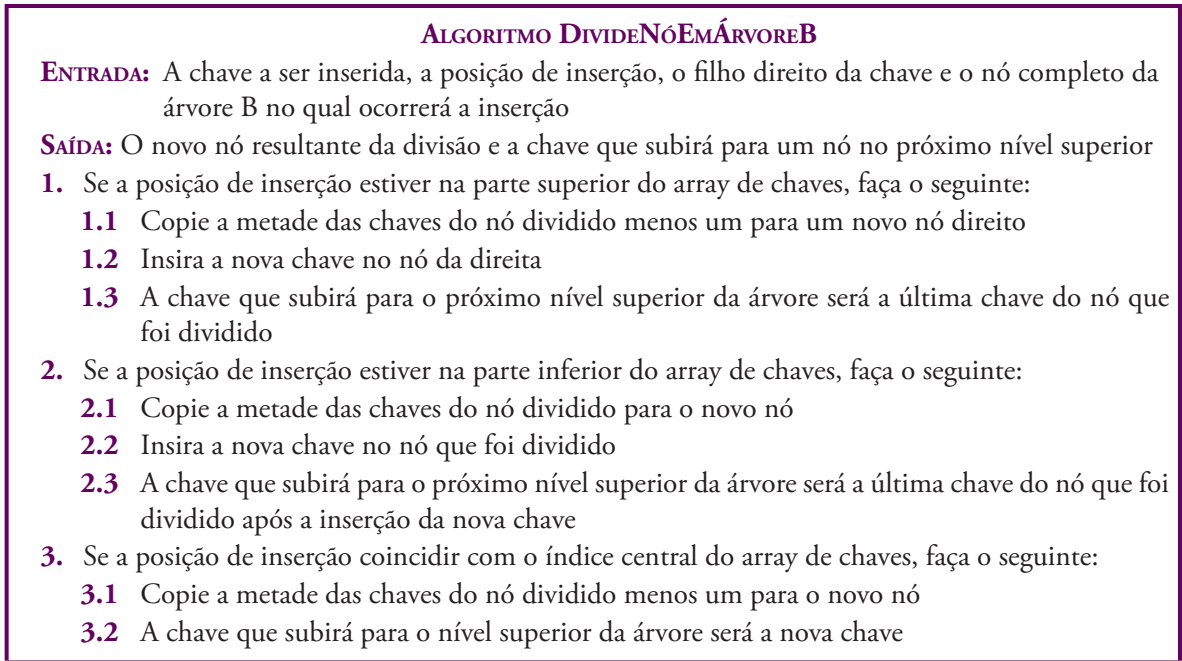 ALGORITMO DIVIDENÓEMÁRVOREB
ENTRADA: A chave a ser inserida, a posição de inserção, o filho direito da chave e o nó completo da
árvore B no qual ocorrerá a inserção
SAÍDA: O novo nó resultante da divisão e a chave que subirá para um nó no próximo nível superior
1. Se a posição de inserção estiver na parte superior do array de chaves, faça o seguinte:
1.1 Copie a metade das chaves do nó dividido menos um para um novo nó direito
1.2 Insira a nova chave no nó da direita
1.3 A chave que subirá para o próximo nível superior da árvore será a última chave do nó que
foi dividido
2. Se a posição de inserção estiver na parte inferior do array de chaves, faça o seguinte:
2.1 Copie a metade das chaves do nó dividido para o novo nó
2.2 Insira a nova chave no nó que foi dividido
2.3 A chave que subirá para o próximo nível superior da árvore será a última chave do nó que foi
dividido após a inserção da nova chave
3. Se a posição de inserção coincidir com o índice central do array de chaves, faça o seguinte:
3.1 Copie a metade das chaves do nó dividido menos um para o novo nó
3.2 A chave que subirá para o nível superior da árvore será a nova chave